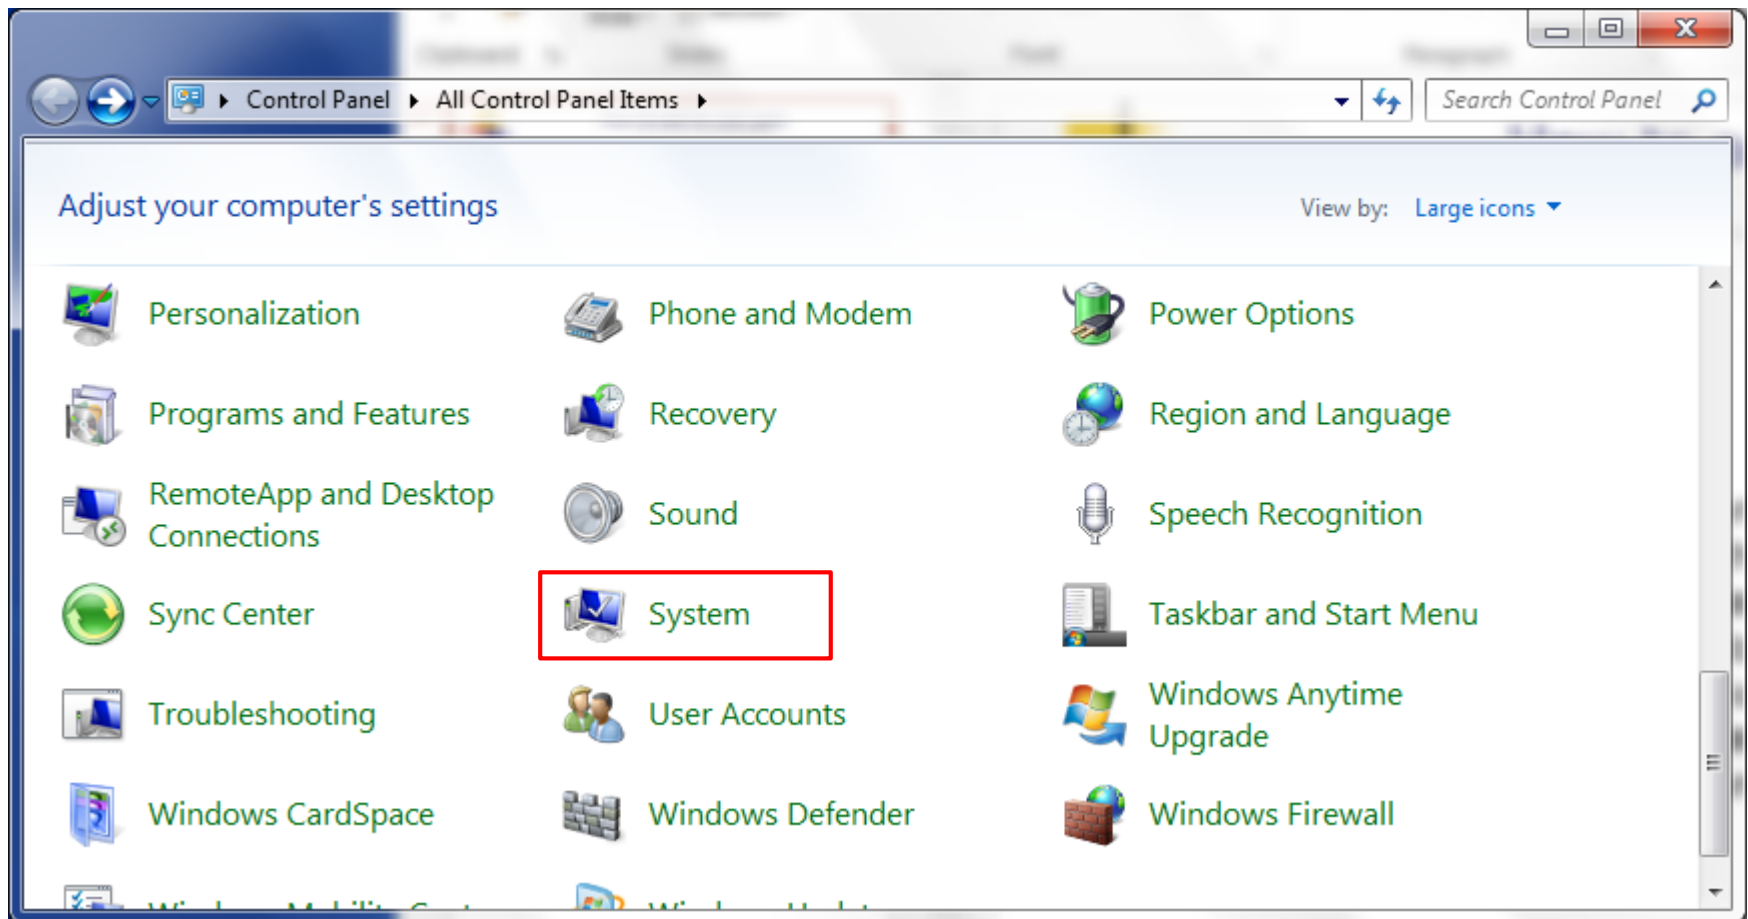 Control Panel All Control Panel Items
Search Control Panel
Adjust your computer's settings
View by: Large icons
Personalization
Phone and Modem
Power Options
Programs and Features
Recovery
Region and Language
RemoteApp and Desktop
Connections
Sound
Speech Recognition
Sync Center
System
Taskbar and Start Menu
Troubleshooting
User Accounts
Windows Anytime
Upgrade
Windows CardSpace
Windows Defender
Windows Firewall